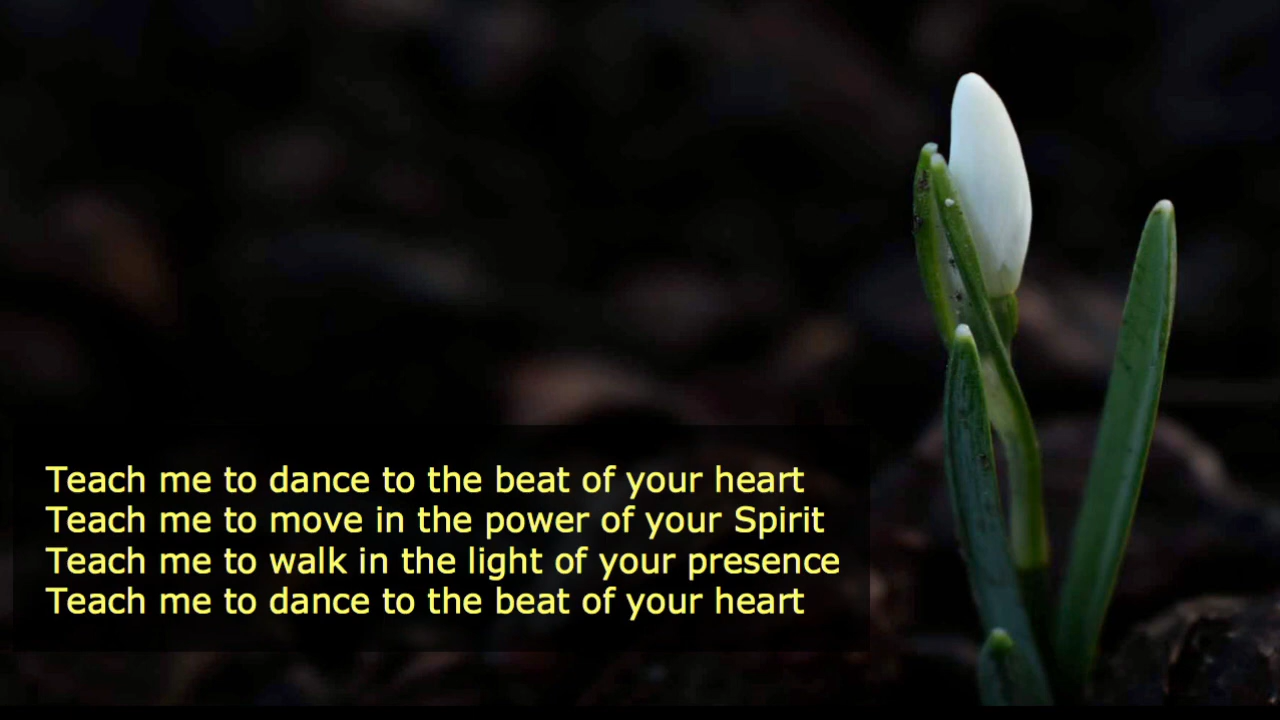 Teach me to dance to the beat of your heart
Teach me to move in the power of your Spirit
Teach me to walk in the light of your presence
Teach me to dance to the beat of your heart